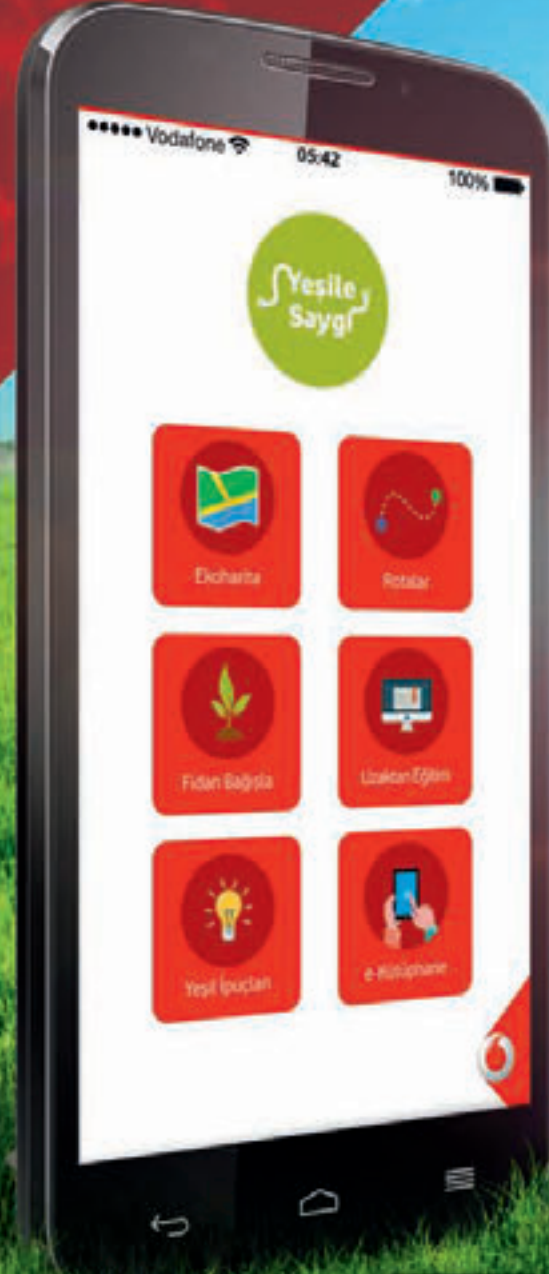 Vodafone 05:42 100%
Yeşile
Saygı
Ekoharita
Rotalar
Fidan Bağışla
Uzaktan Eğitim
Yeşil İpuçları
e-Kütüphane